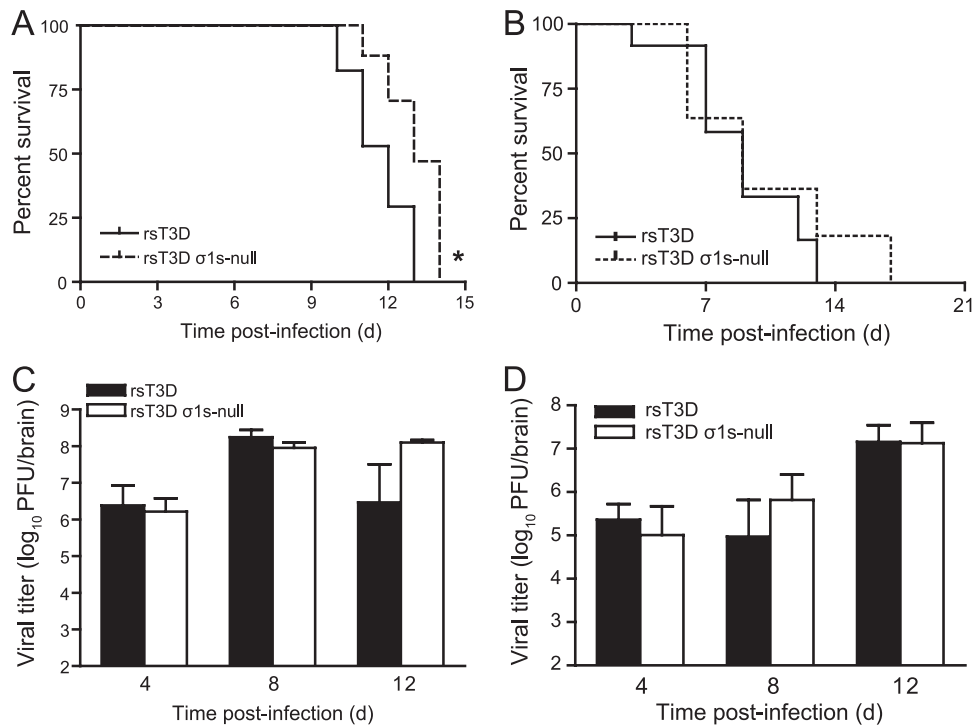 A
Percent survival
100
75
50
25
0
rsT3D
rsT3D σ1s-null
*
0 3 6 9 12 15
Time post-infection (d)
B
Percent survival
100
75
50
25
0
rsT3D
rsT3D σ1s-null
0 7 14 21
Time post-infection (d)
C
rsT3D
rsT3D σ1s-null
Viral titer (log10 PFU/brain)
9
8
7
6
5
4
3
2
4 8 12
Time post-infection (d)
D
rsT3D
rsT3D σ1s-null
Viral titer (log10 PFU/brain)
8
7
6
5
4
3
2
4 8 12
Time post-infection (d)